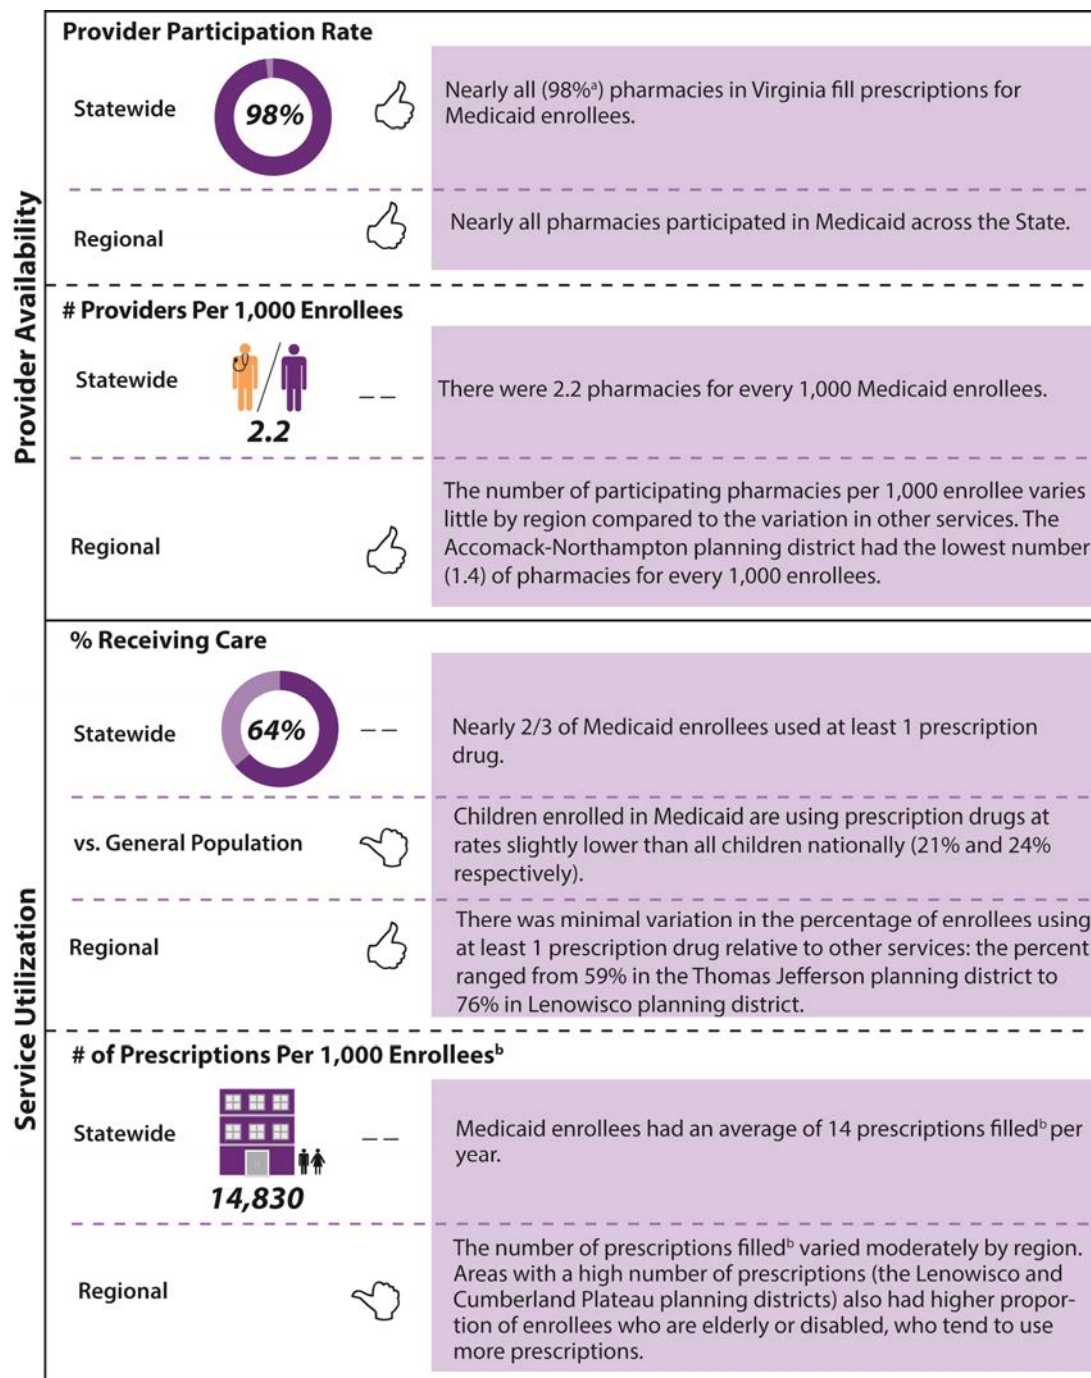 Provider Availability
Provider Participation Rate
Statewide
98%
Nearly all (98%ᵃ) pharmacies in Virginia fill prescriptions for
Medicaid enrollees.
Regional
Nearly all pharmacies participated in Medicaid across the State.
# Providers Per 1,000 Enrollees
Statewide
2.2
There were 2.2 pharmacies for every 1,000 Medicaid enrollees.
Regional
The number of participating pharmacies per 1,000 enrollee varies
little by region compared to the variation in other services. The
Accomack-Northampton planning district had the lowest number
(1.4) of pharmacies for every 1,000 enrollees.
Service Utilization
% Receiving Care
Statewide
64%
Nearly 2/3 of Medicaid enrollees used at least 1 prescription
drug.
vs. General Population
Children enrolled in Medicaid are using prescription drugs at
rates slightly lower than all children nationally (21% and 24%
respectively).
Regional
There was minimal variation in the percentage of enrollees using
at least 1 prescription drug relative to other services: the percent
ranged from 59% in the Thomas Jefferson planning district to
76% in Lenowisco planning district.
# of Prescriptions Per 1,000 Enrolleesᵇ
Statewide
14,830
Medicaid enrollees had an average of 14 prescriptions filledᵇ per
year.
Regional
The number of prescriptions filledᵇ varied moderately by region.
Areas with a high number of prescriptions (the Lenowisco and
Cumberland Plateau planning districts) also had higher propor-
tion of enrollees who are elderly or disabled, who tend to use
more prescriptions.